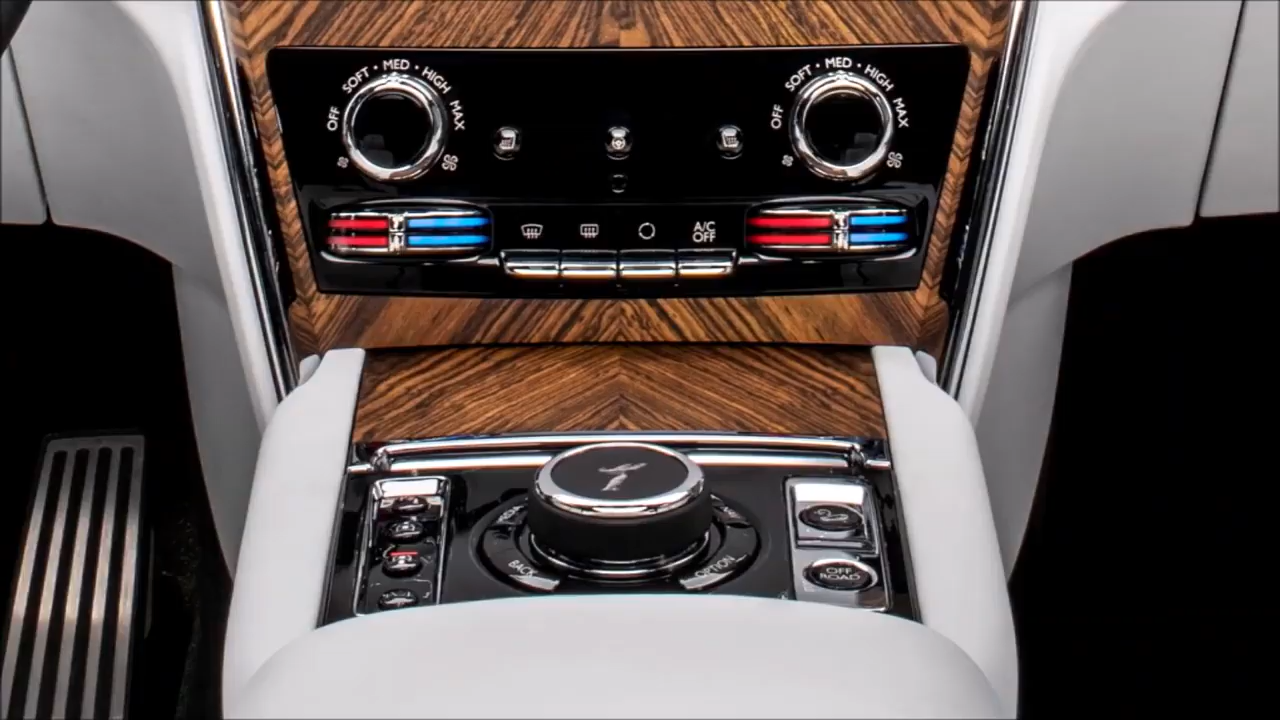 OFF SOFT • MED • HIGH MAX
OFF SOFT • MED • HIGH MAX
A/C
OFF
BACK
OPTION
OFF
ROAD